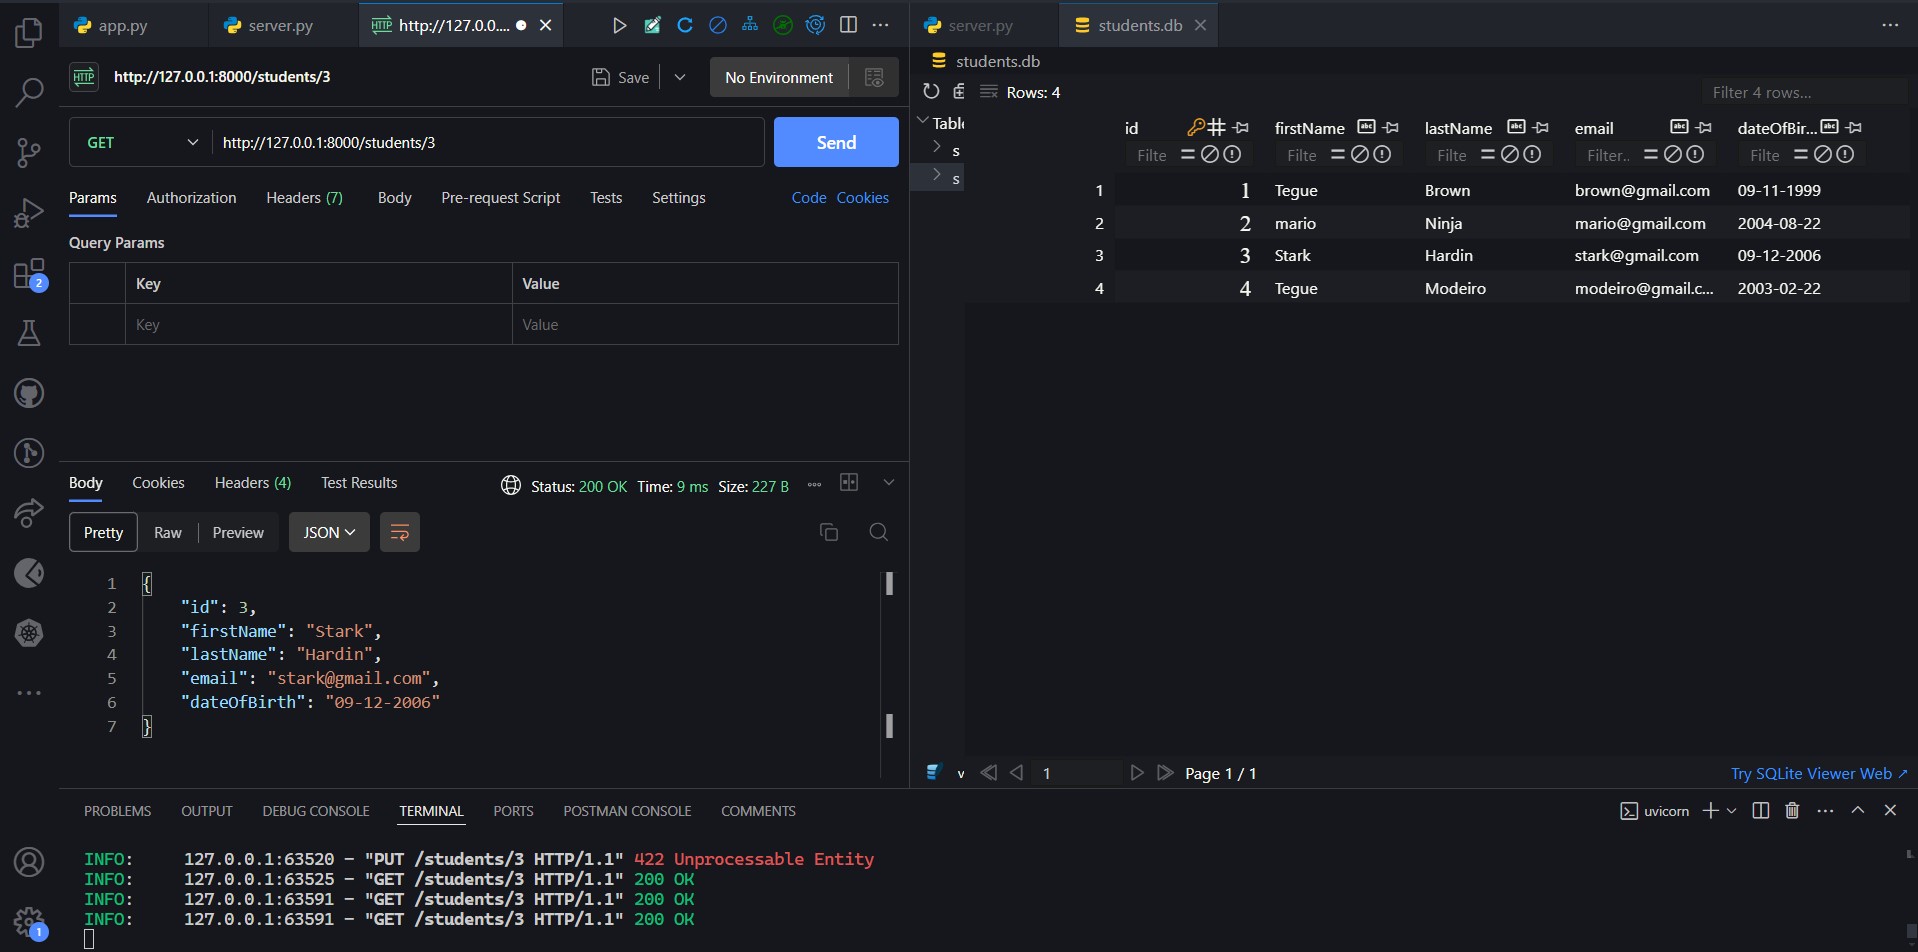 app.py
server.py
http://127.0.0....
HTTP http://127.0.0.1:8000/students/3
Save
No Environment
GET http://127.0.0.1:8000/students/3
Send
Params Authorization Headers (7) Body Pre-request Script Tests Settings Code Cookies
Query Params
Key Value
Key Value
Body Cookies Headers (4) Test Results Status: 200 OK Time: 9 ms Size: 227 B
Pretty Raw Preview JSON
1 {
2 "id": 3,
3 "firstName": "Stark",
4 "lastName": "Hardin",
5 "email": "stark@gmail.com",
6 "dateOfBirth": "09-12-2006"
7 }
server.py
students.db
students.db
Rows: 4
Filter 4 rows...
Table
s
s
id firstName lastName email dateOfBir...
Filte Filte Filte Filter.. Filte
1 1 Tegue Brown brown@gmail.com 09-11-1999
2 2 mario Ninja mario@gmail.com 2004-08-22
3 3 Stark Hardin stark@gmail.com 09-12-2006
4 4 Tegue Modeiro modeiro@gmail.c... 2003-02-22
v 1 Page 1 / 1
Try SQLite Viewer Web ↗
2
1
PROBLEMS OUTPUT DEBUG CONSOLE TERMINAL PORTS POSTMAN CONSOLE COMMENTS
uvicorn
INFO: 127.0.0.1:63520 - "PUT /students/3 HTTP/1.1" 422 Unprocessable Entity
INFO: 127.0.0.1:63525 - "GET /students/3 HTTP/1.1" 200 OK
INFO: 127.0.0.1:63591 - "GET /students/3 HTTP/1.1" 200 OK
INFO: 127.0.0.1:63591 - "GET /students/3 HTTP/1.1" 200 OK